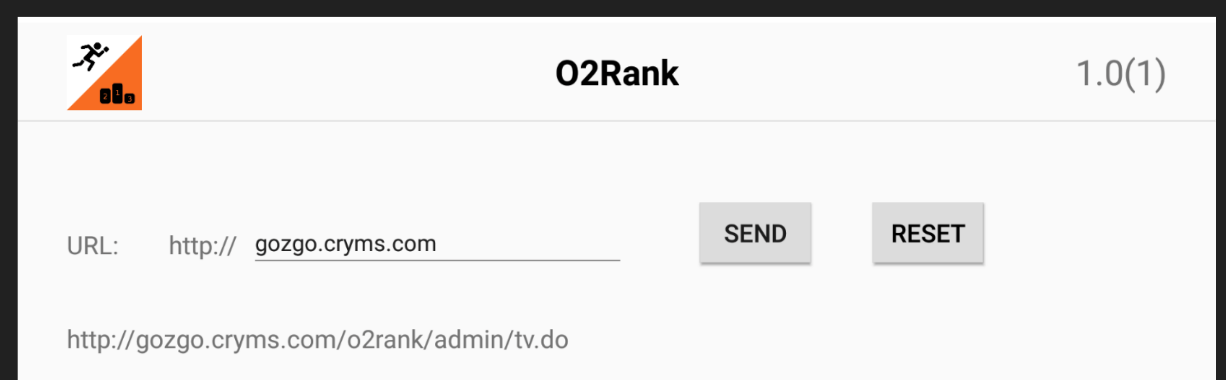 O2Rank 1.0(1)
URL: http:// gozgo.cryms.com SEND RESET
http://gozgo.cryms.com/o2rank/admin/tv.do